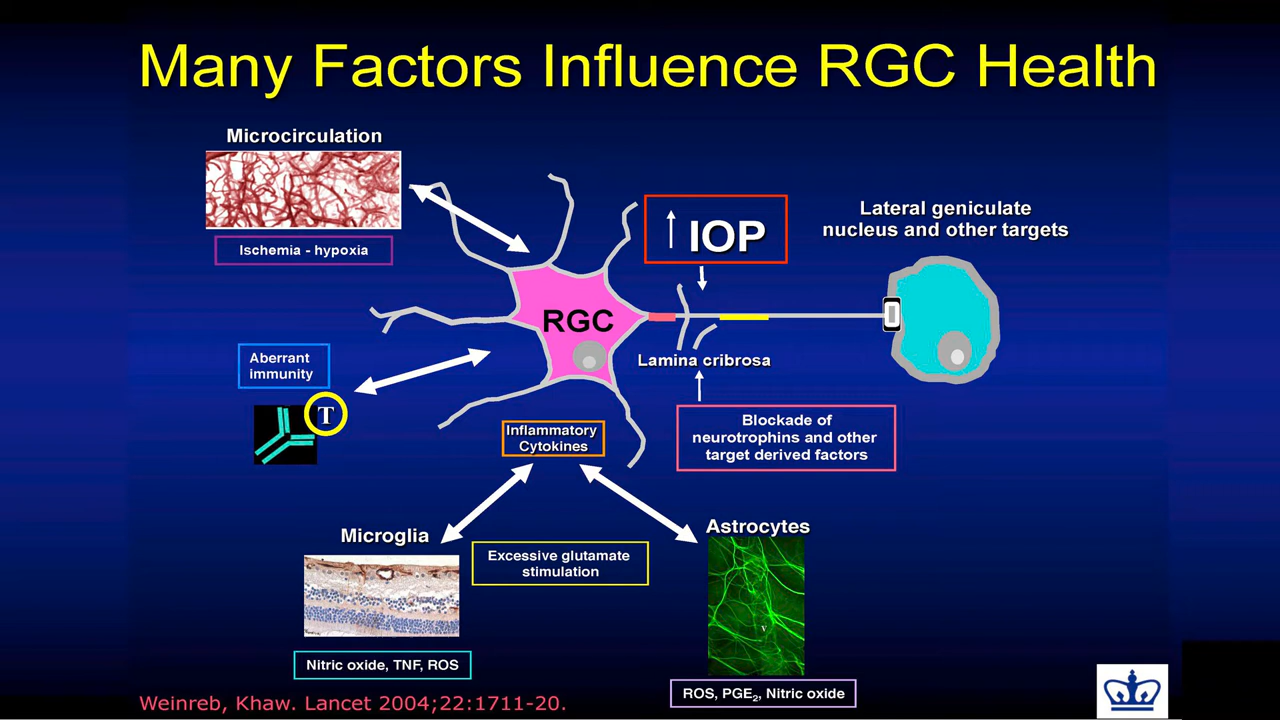 Many Factors Influence RGC Health
Microcirculation
Ischemia - hypoxia
↑ IOP
Lateral geniculate
nucleus and other targets
RGC
Lamina cribrosa
Aberrant
immunity
T
Inflammatory
Cytokines
Blockade of
neurotrophins and other
target derived factors
Microglia
Excessive glutamate
stimulation
Astrocytes
V
Nitric oxide, TNF, ROS
ROS, PGE₂, Nitric oxide
Weinreb, Khaw. Lancet 2004;22:1711-20.